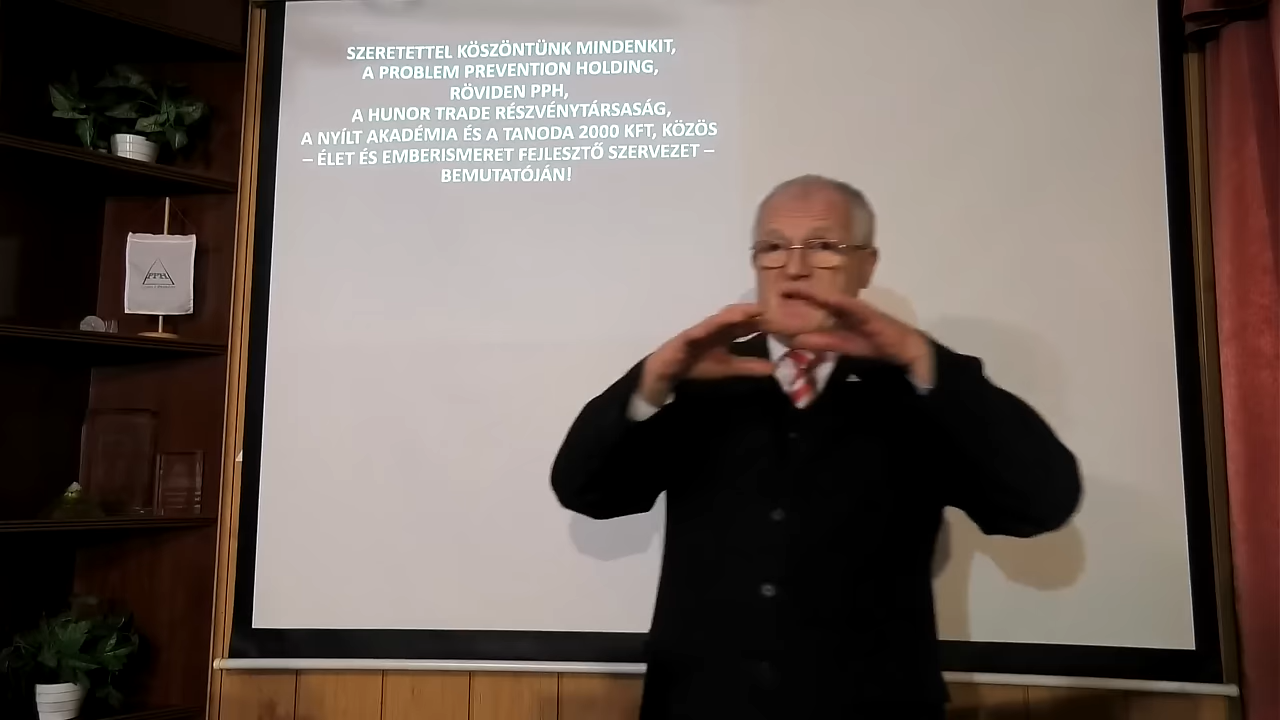 SZERETETTEL KÖSZÖNTÜNK MINDENKIT,
A PROBLEM PREVENTION HOLDING,
RÖVIDEN PPH,
A HUNOR TRADE RÉSZVÉNYTÁRSASÁG,
A NYÍLT AKADÉMIA ÉS A TANODA 2000 KFT, KÖZÖS
– ÉLET ÉS EMBERISMERET FEJLESZTŐ SZERVEZET –
BEMUTATÓJÁN!
PPH